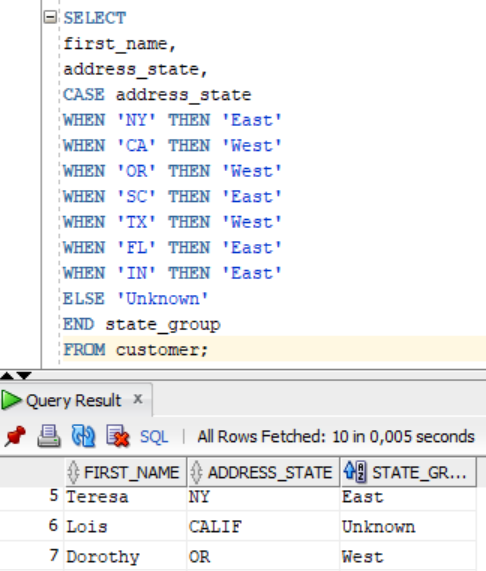 SELECT
first_name,
address_state,
CASE address_state
WHEN 'NY' THEN 'East'
WHEN 'CA' THEN 'West'
WHEN 'OR' THEN 'West'
WHEN 'SC' THEN 'East'
WHEN 'TX' THEN 'West'
WHEN 'FL' THEN 'East'
WHEN 'IN' THEN 'East'
ELSE 'Unknown'
END state_group
FROM customer;
Query Result x
SQL | All Rows Fetched: 10 in 0,005 seconds
FIRST_NAME ADDRESS_STATE STATE_GR...
5 Teresa NY East
6 Lois CALIF Unknown
7 Dorothy OR West